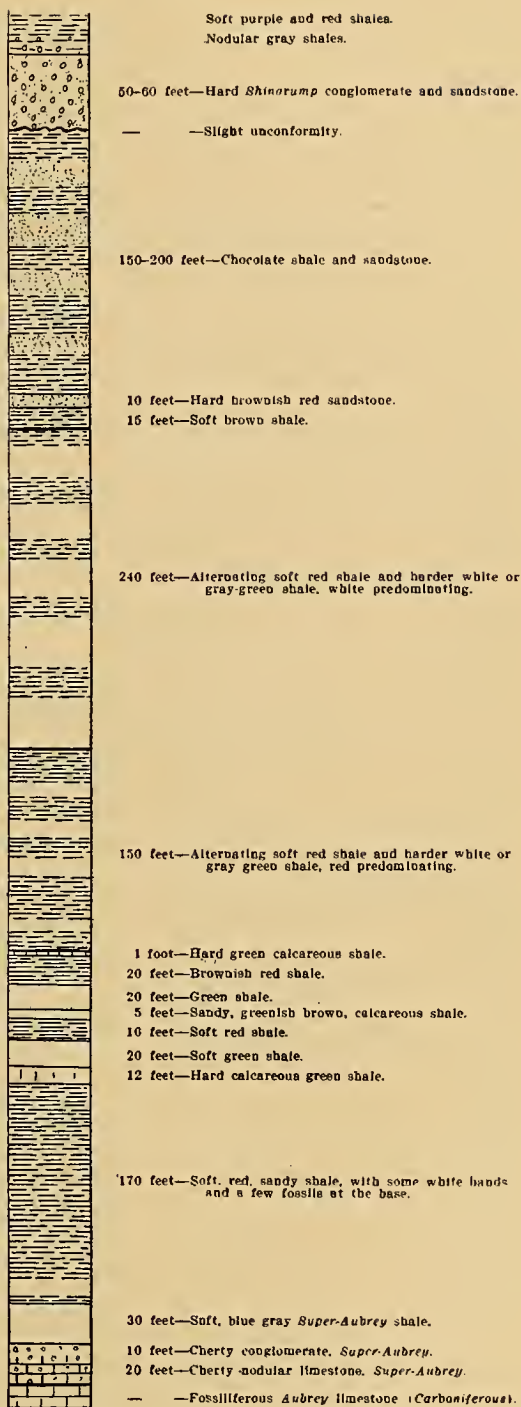 Soft purple and red shales.
Nodular gray shales.
50-60 feet—Hard Shinarump conglomerate and sandstone.
— —Slight unconformity.
150-200 feet—Chocolate shale and sandstone.
10 feet—Hard brownish red sandstone.
15 feet—Soft brown shale.
240 feet—Alternating soft red shale and harder white or
gray-green shale, white predominating.
150 feet—Alternating soft red shale and harder white or
gray green shale, red predominating.
1 foot—Hard green calcareous shale.
20 feet—Brownish red shale.
20 feet—Green shale.
5 feet—Sandy, greenish brown, calcareous shale.
10 feet—Soft red shale.
20 feet—Soft green shale.
12 feet—Hard calcareous green shale.
170 feet—Soft, red, sandy shale, with some white bands
and a few fossils at the base.
30 feet—Soft, blue gray Super-Aubrey shale.
10 feet—Cherty conglomerate, Super-Aubrey.
20 feet—Cherty nodular limestone, Super-Aubrey.
— —Fossiliferous Aubrey limestone (Carboniferous).